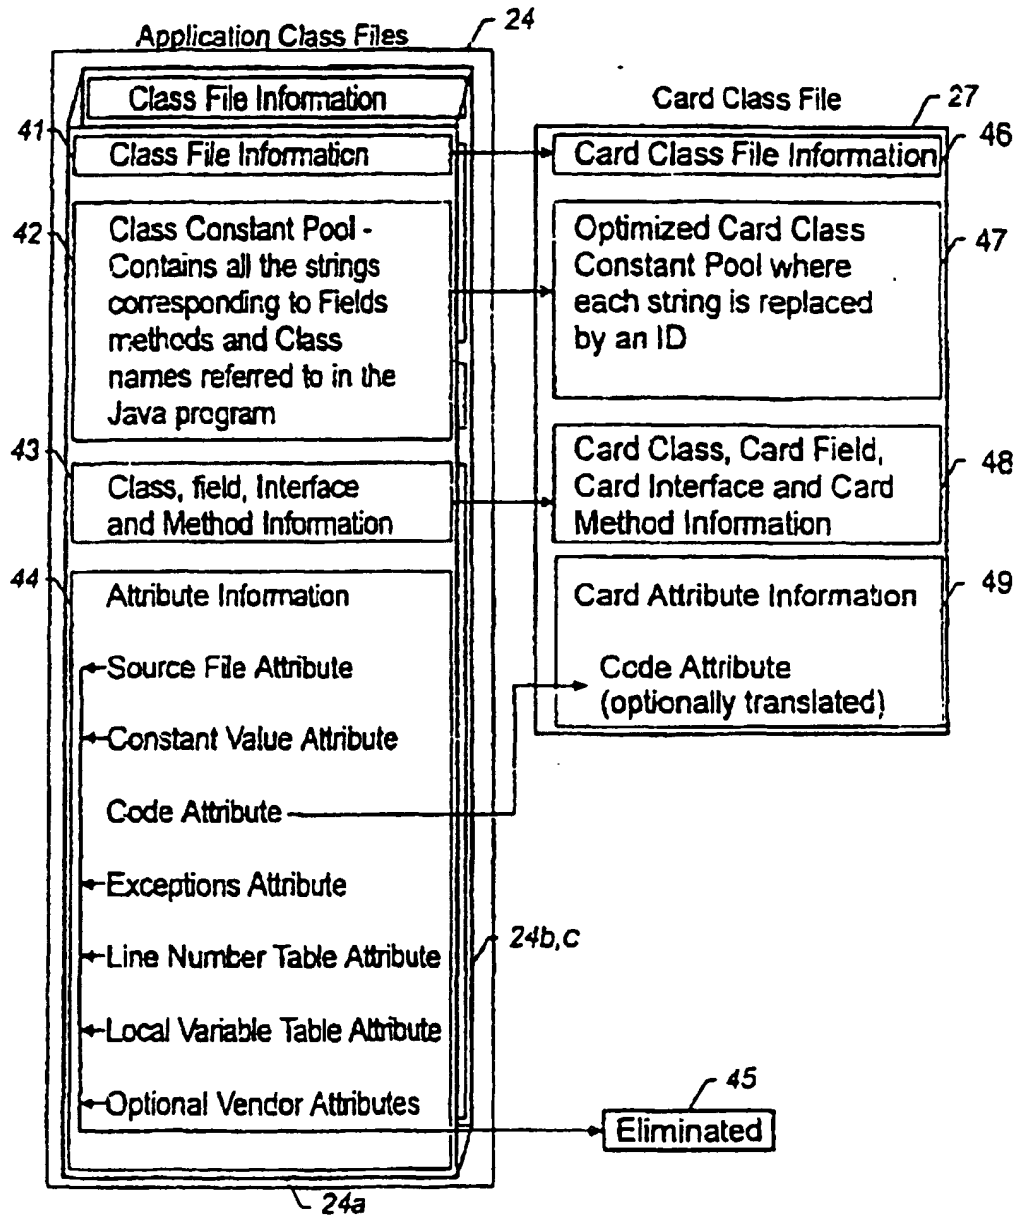 Application Class Files
24
Class File Information
41
Class File Information
42
Class Constant Pool -
Contains all the strings
corresponding to Fields
methods and Class
names referred to in the
Java program
43
Class, field, Interface
and Method Information
44
Attribute Information
Source File Attribute
Constant Value Attribute
Code Attribute
Exceptions Attribute
Line Number Table Attribute
Local Variable Table Attribute
Optional Vendor Attributes
24b,c
24a
Card Class File
27
Card Class File Information
46
Optimized Card Class
Constant Pool where
each string is replaced
by an ID
47
Card Class, Card Field,
Card Interface and Card
Method Information
48
Card Attribute Information
49
Code Attribute
(optionally translated)
45
Eliminated